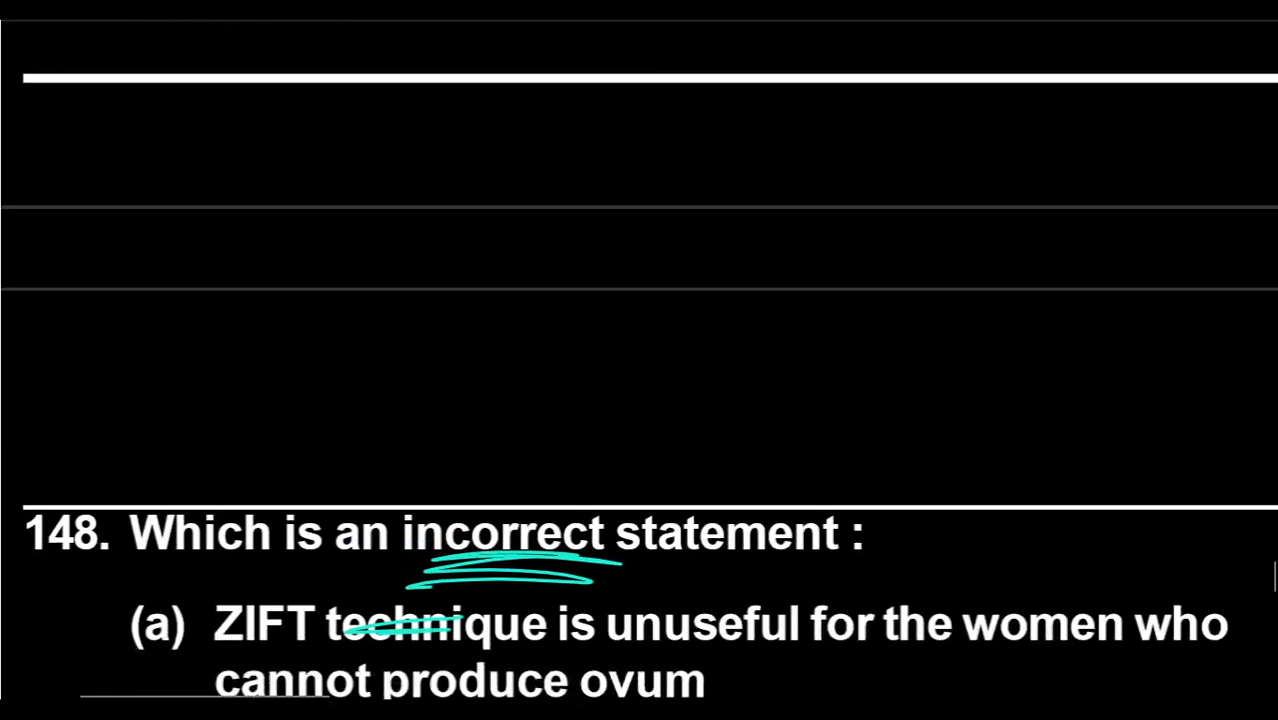 148. Which is an incorrect statement :
(a) ZIFT technique is unuseful for the women who
cannot produce ovum